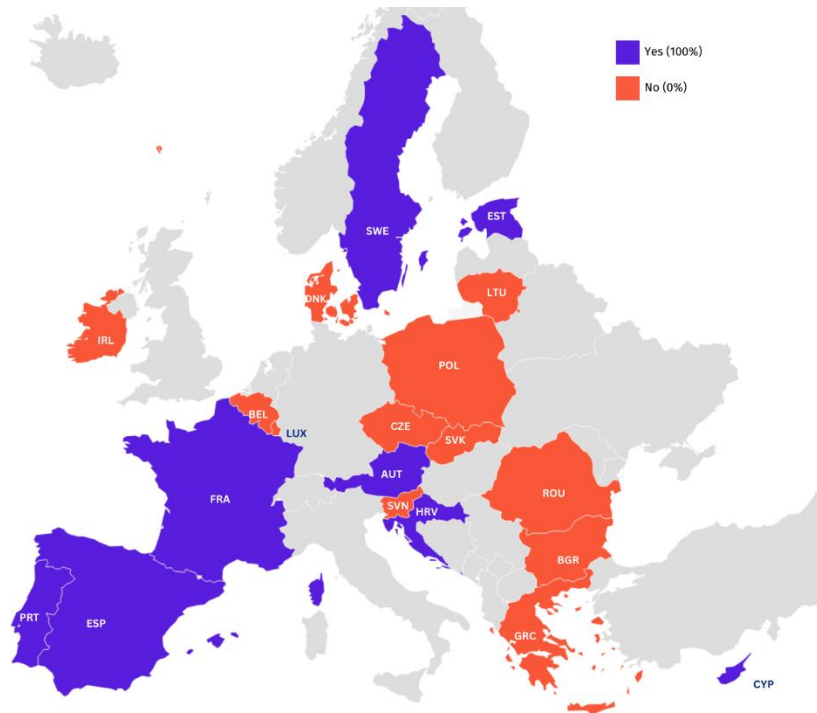 Yes (100%)
No (0%)
SWE
EST
DNK
LTU
IRL
POL
BEL
CZE
LUX
SVK
AUT
FRA
ROU
SVN
HRV
BGR
PRT
ESP
GRC
CYP